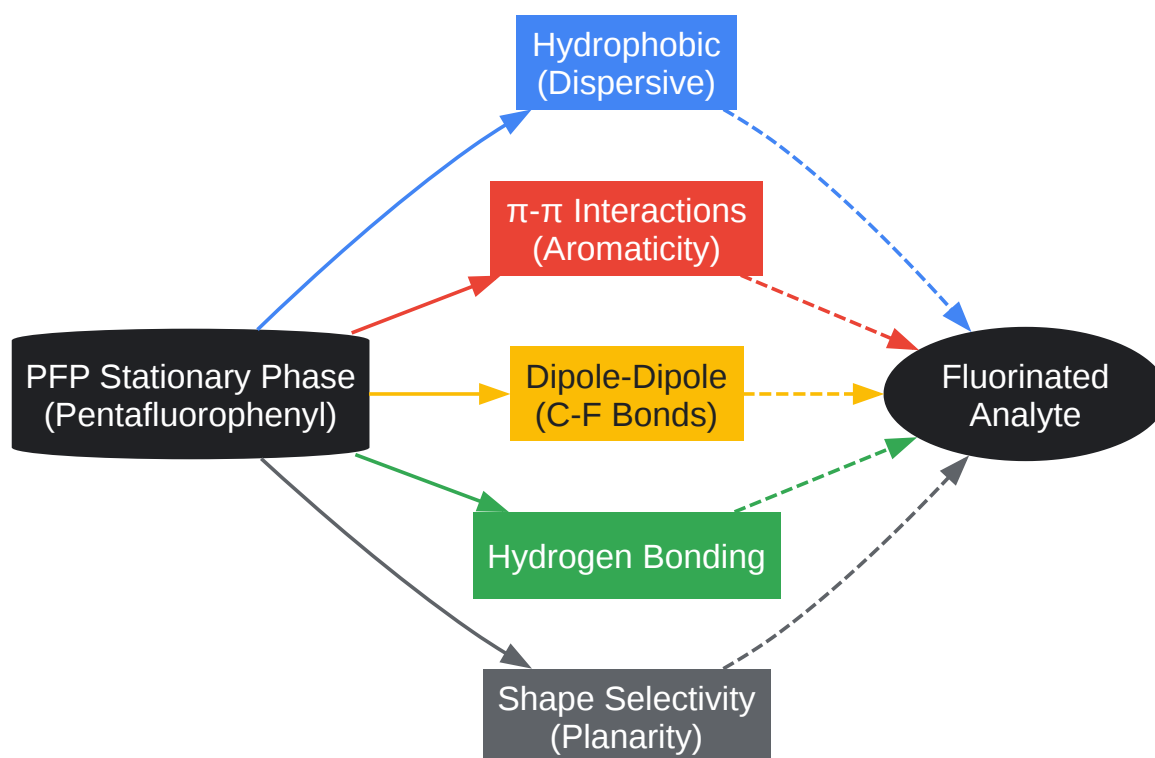 Hydrophobic
(Dispersive)
π-π Interactions
(Aromaticity)
PFP Stationary Phase
(Pentafluorophenyl)
Dipole-Dipole
(C-F Bonds)
Fluorinated
Analyte
Hydrogen Bonding
Shape Selectivity
(Planarity)